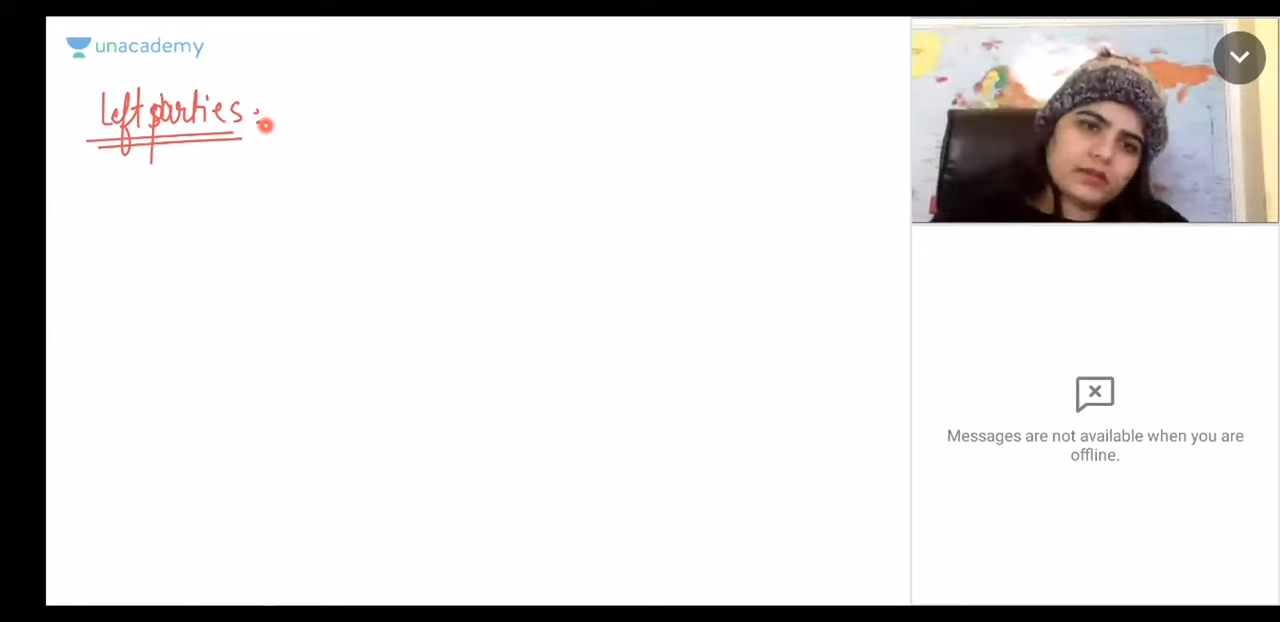 unacademy
Left parties :
Messages are not available when you are
offline.